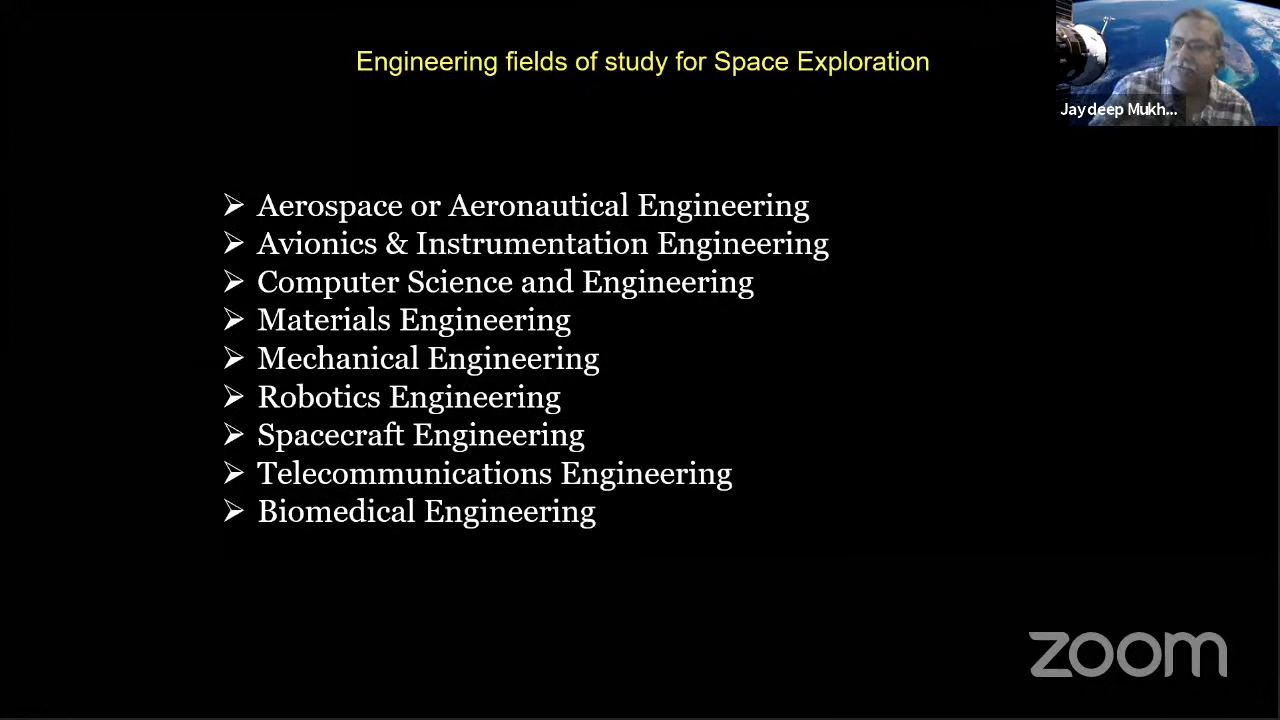 Engineering fields of study for Space Exploration
Jaydeep Mukh...
➢ Aerospace or Aeronautical Engineering
➢ Avionics & Instrumentation Engineering
➢ Computer Science and Engineering
➢ Materials Engineering
➢ Mechanical Engineering
➢ Robotics Engineering
➢ Spacecraft Engineering
➢ Telecommunications Engineering
➢ Biomedical Engineering
zoom